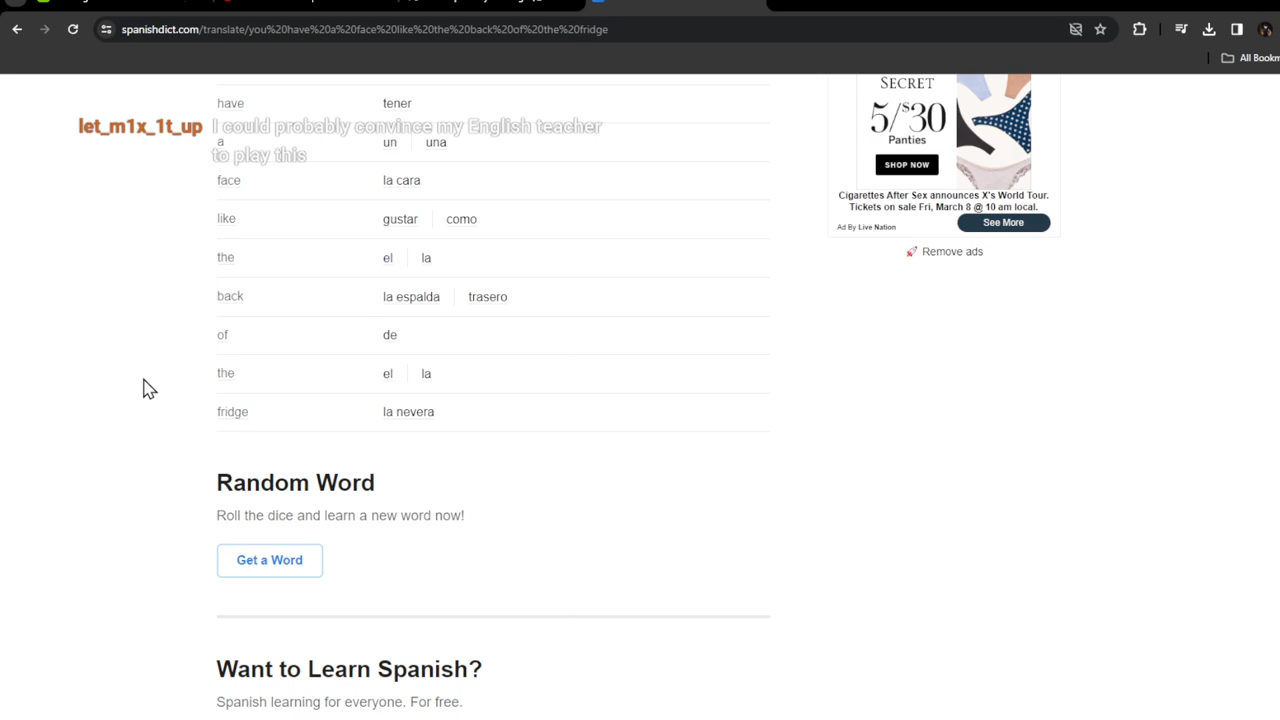 spanishdict.com/translate/you%20have%20a%20face%20like%20the%20back%20of%20the%20fridge
All Bookm
have tener
let_m1x_1t_up I could probably convince my English teacher
a un una
to play this
face la cara
like gustar como
the el la
back la espalda trasero
of de
the el la
fridge la nevera
SECRET
5/$30
Panties
SHOP NOW
Cigarettes After Sex announces X's World Tour.
Tickets on sale Fri, March 8 @ 10 am local.
Ad By Live Nation See More
Remove ads
Random Word
Roll the dice and learn a new word now!
Get a Word
Want to Learn Spanish?
Spanish learning for everyone. For free.